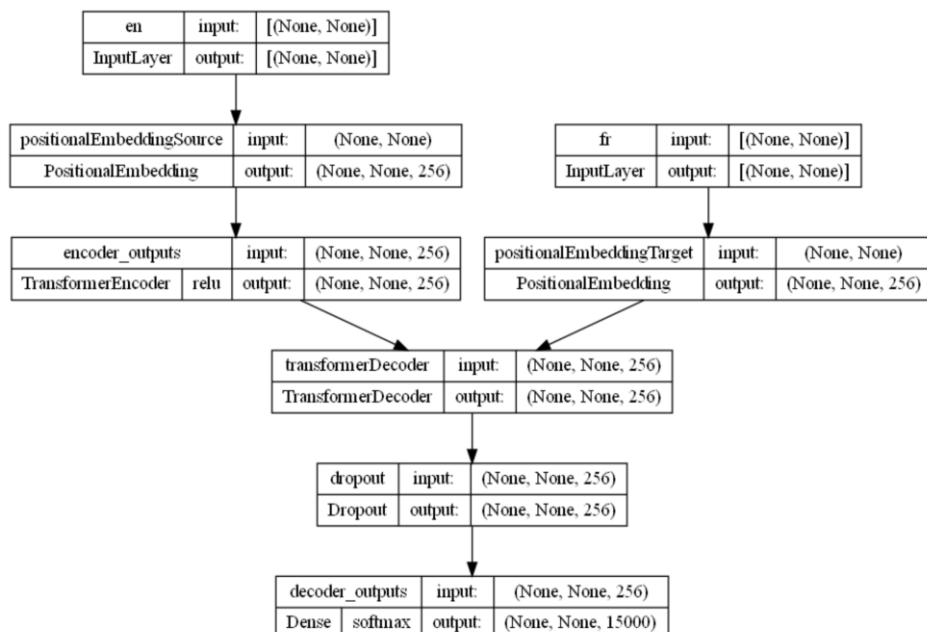 en input: [(None, None)]
InputLayer output: [(None, None)]
positionalEmbeddingSource input: (None, None)
PositionalEmbedding output: (None, None, 256)
fr input: [(None, None)]
InputLayer output: [(None, None)]
encoder_outputs input: (None, None, 256)
TransformerEncoder relu output: (None, None, 256)
positionalEmbeddingTarget input: (None, None)
PositionalEmbedding output: (None, None, 256)
transformerDecoder input: (None, None, 256)
TransformerDecoder output: (None, None, 256)
dropout input: (None, None, 256)
Dropout output: (None, None, 256)
decoder_outputs input: (None, None, 256)
Dense softmax output: (None, None, 15000)